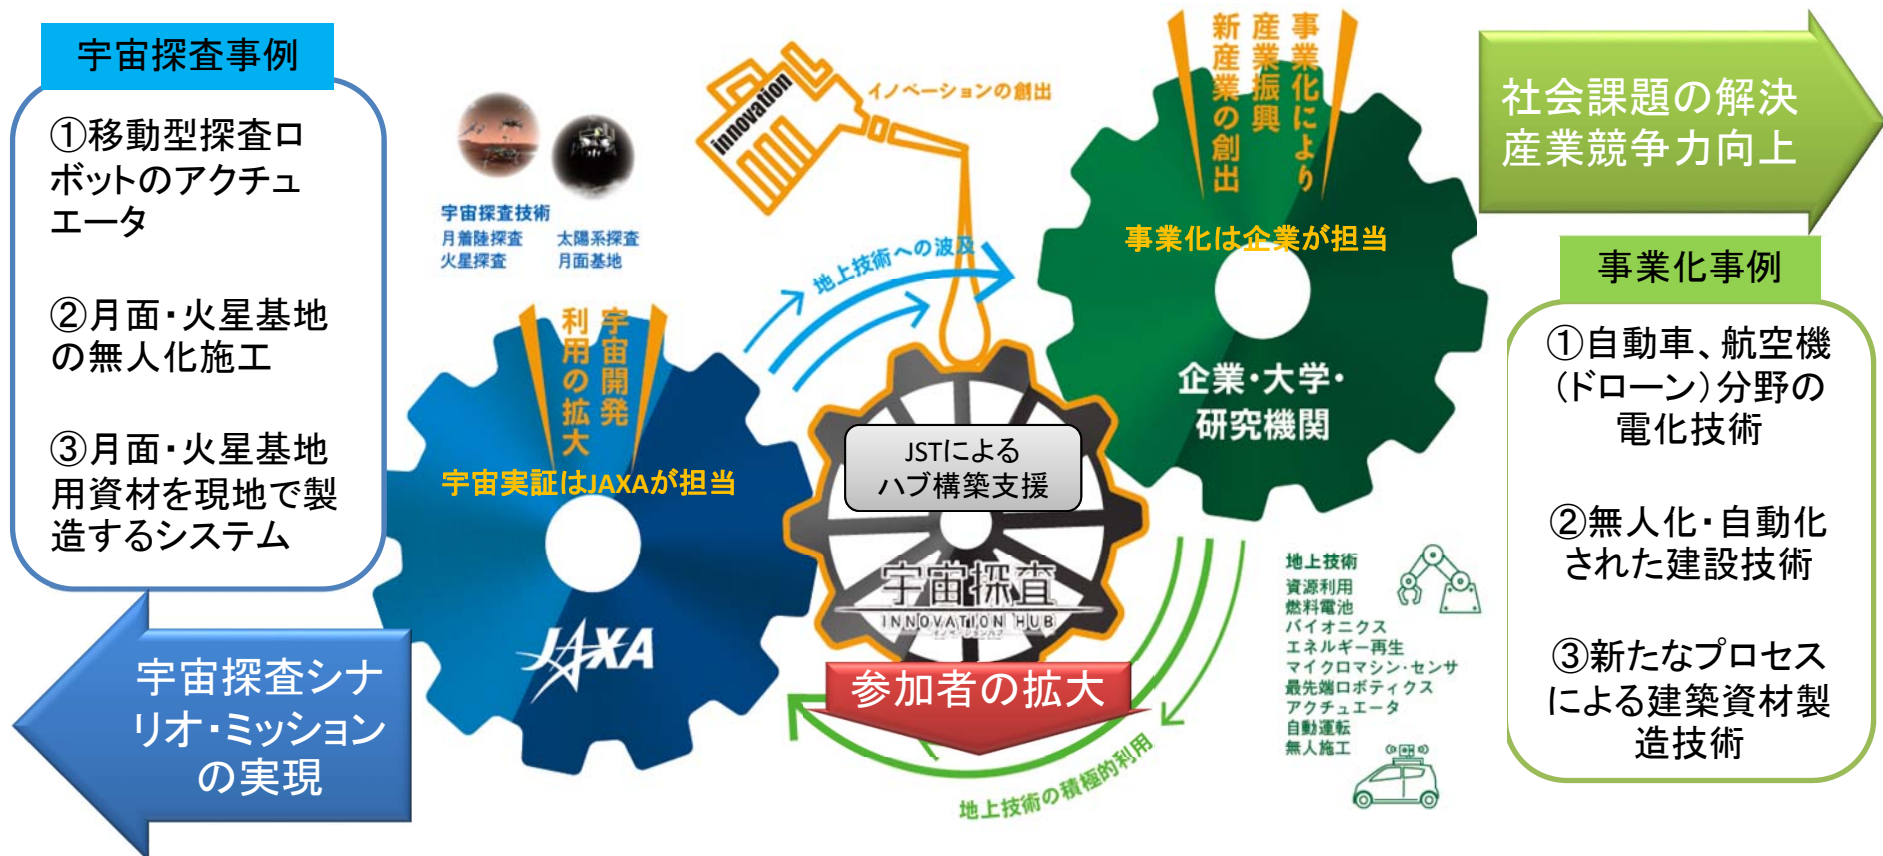 宇宙探査事例
①移動型探査ロ
ボットのアクチュ
エータ
②月面・火星基地
の無人化施工
③月面・火星基地
用資材を現地で製
造するシステム
宇宙探査シナ
リオ・ミッション
の実現
宇宙探査技術
月着陸探査
太陽系探査
火星探査
月面基地
innovation
イノベーションの創出
地上技術への波及
宇宙開発
利用の拡大
宇宙実証はJAXAが担当
JAXA
JSTによる
ハブ構築支援
宇宙探査
INNOVATION HUB
イノベーションハブ
参加者の拡大
地上技術の積極的利用
事業化により
産業振興
新産業の創出
事業化は企業が担当
企業・大学・
研究機関
地上技術
資源利用
燃料電池
バイオニクス
エネルギー再生
マイクロマシン・センサ
最先端ロボティクス
アクチュエータ
自動運転
無人施工
社会課題の解決
産業競争力向上
事業化事例
①自動車、航空機
（ドローン）分野の
電化技術
②無人化・自動化
された建設技術
③新たなプロセス
による建築資材製
造技術